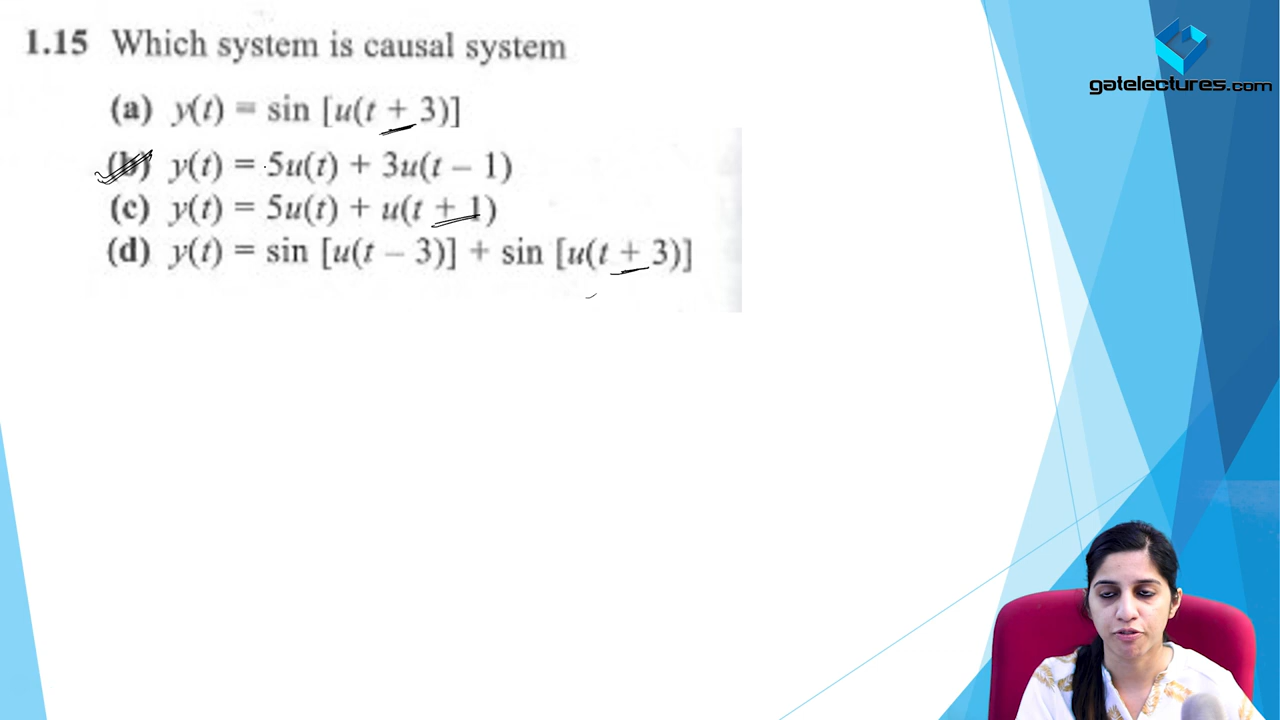 1.15 Which system is causal system
(a) y(t) = sin [u(t + 3)]
(b) y(t) = 5u(t) + 3u(t – 1)
(c) y(t) = 5u(t) + u(t + 1)
(d) y(t) = sin [u(t – 3)] + sin [u(t + 3)]
gatelectures.com